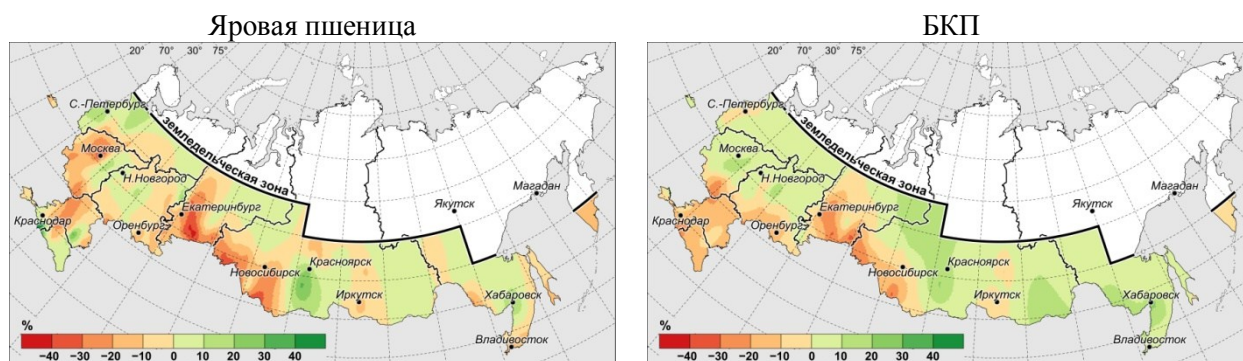 Яровая пшеница
20° 70° 30° 75°
С.-Петербург
земледельческая зона
Москва
Н.Новгород
Магадан
Екатеринбург
Якутск
Краснодар
Оренбург
Новосибирск
Красноярск
Иркутск
Хабаровск
Владивосток
%
−40 −30 −20 −10 0 10 20 30 40
БКП
20° 70° 30° 75°
С.-Петербург
земледельческая зона
Москва
Н.Новгород
Магадан
Екатеринбург
Якутск
Краснодар
Оренбург
Новосибирск
Красноярск
Иркутск
Хабаровск
Владивосток
%
−40 −30 −20 −10 0 10 20 30 40